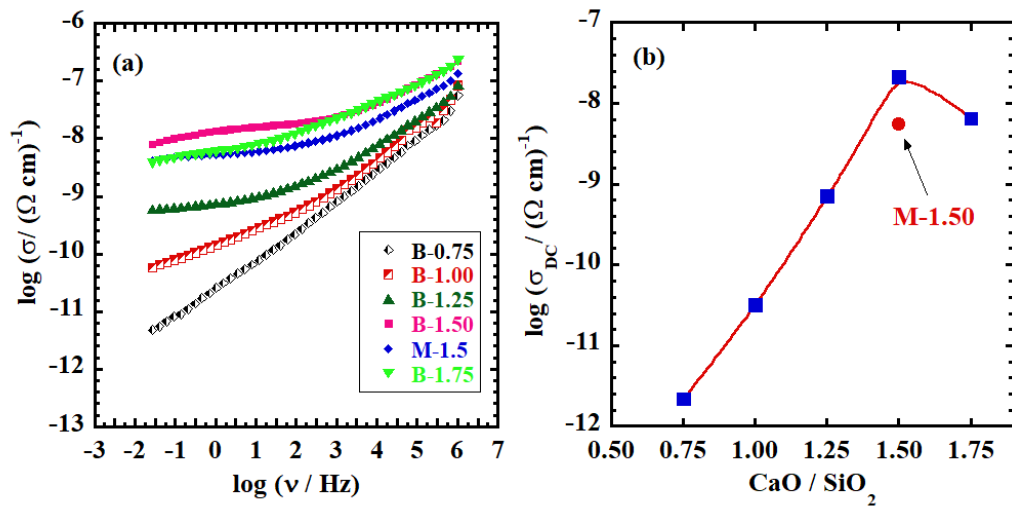 (a)
log (σ/ (Ω cm)⁻¹)
-6
-7
-8
-9
-10
-11
-12
-13
-3 -2 -1 0 1 2 3 4 5 6 7
log (ν / Hz)
B-0.75
B-1.00
B-1.25
B-1.50
M-1.5
B-1.75
(b)
log (σ_DC/ (Ω cm)⁻¹)
-7
-8
-9
-10
-11
-12
M-1.50
0.50 0.75 1.00 1.25 1.50 1.75
CaO / SiO₂